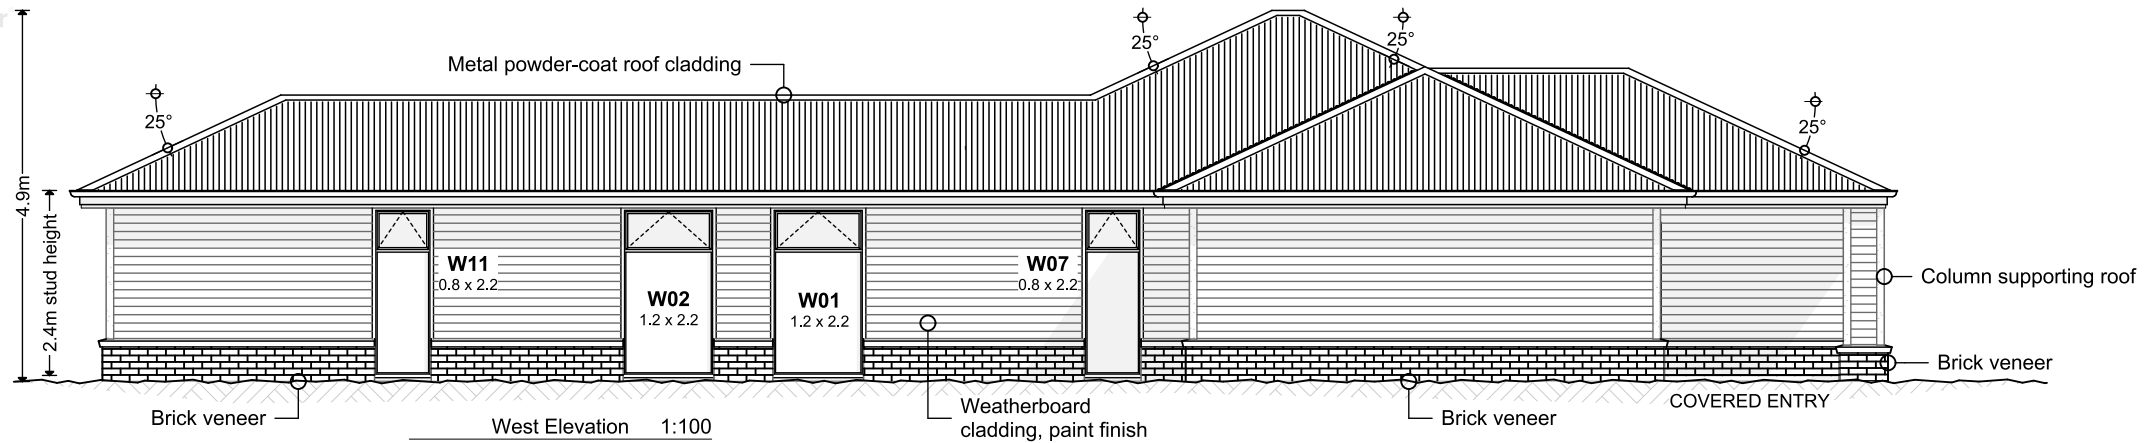 25°
25°
Metal powder-coat roof cladding
25°
25°
4.9m
2.4m stud height
W11
0.8 x 2.2
W07
0.8 x 2.2
W02
1.2 x 2.2
W01
1.2 x 2.2
Column supporting roof
Brick veneer
Brick veneer
Weatherboard
cladding, paint finish
Brick veneer
COVERED ENTRY
West Elevation 1:100